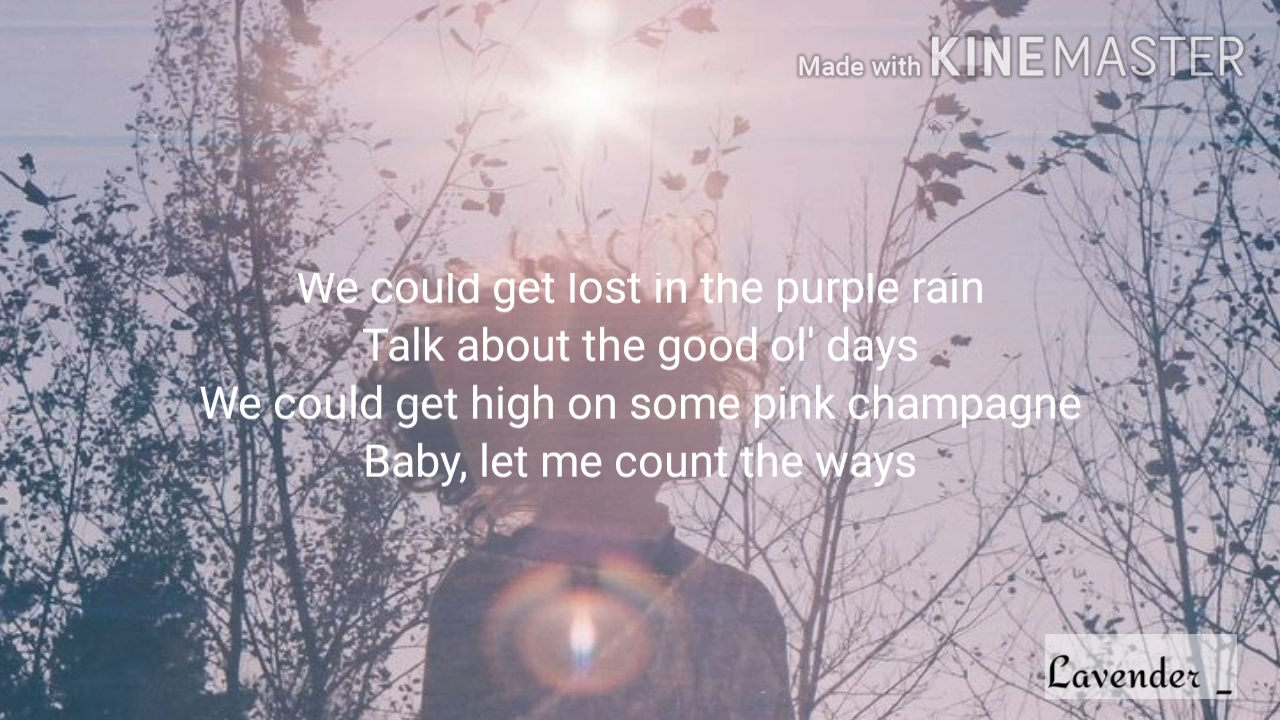 Made with KINEMASTER
We could get lost in the purple rain
Talk about the good ol' days
We could get high on some pink champagne
Baby, let me count the ways
Lavender _